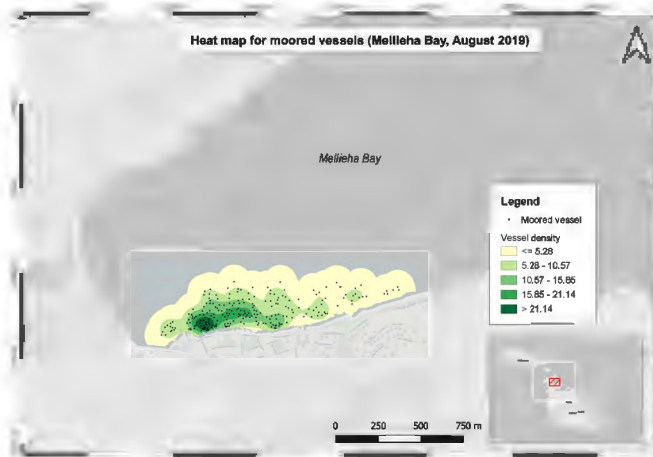 Heat map for moored vessels (Mellieha Bay, August 2019)
Mellieha Bay
Legend
Moored vessel
Vessel density
<= 5.28
5.28 - 10.57
10.57 - 15.85
15.85 - 21.14
> 21.14
0 250 500 750 m